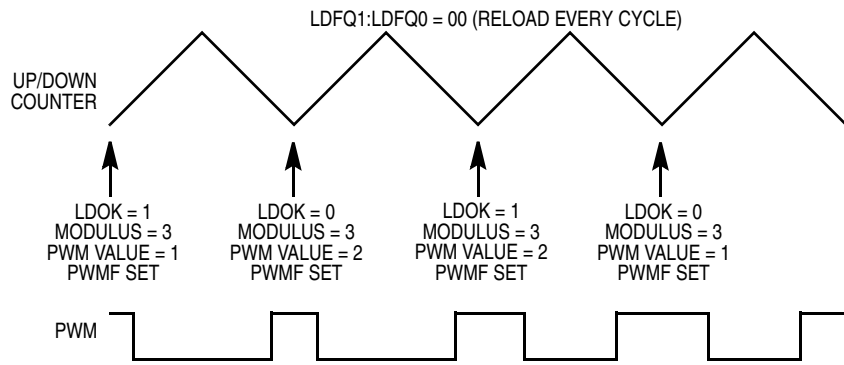 LDFQ1:LDFQ0 = 00 (RELOAD EVERY CYCLE)
UP/DOWN
COUNTER
LDOK = 1
MODULUS = 3
PWM VALUE = 1
PWMF SET
LDOK = 0
MODULUS = 3
PWM VALUE = 2
PWMF SET
LDOK = 1
MODULUS = 3
PWM VALUE = 2
PWMF SET
LDOK = 0
MODULUS = 3
PWM VALUE = 1
PWMF SET
PWM